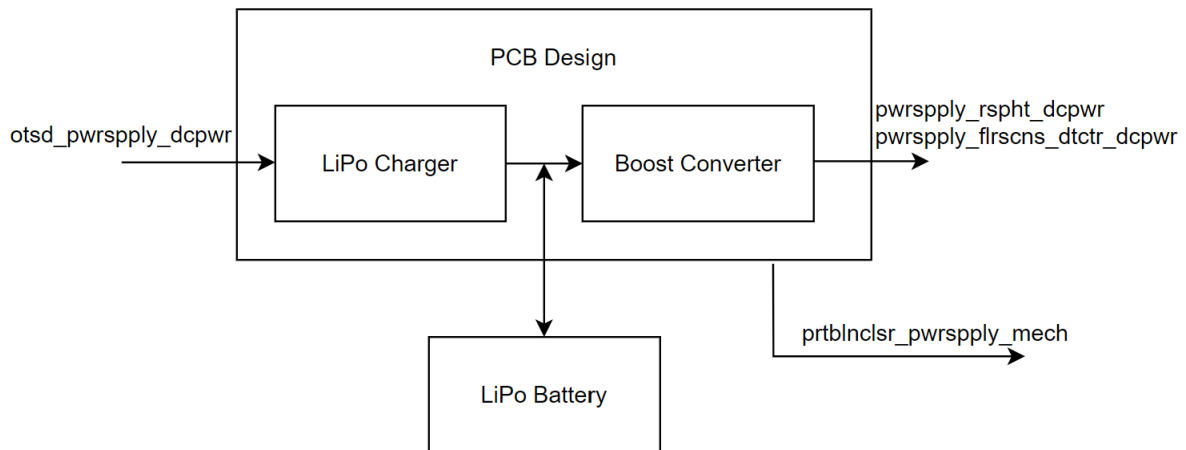 PCB Design
otsd_pwrspply_dcpwr
LiPo Charger
Boost Converter
pwrspply_rspht_dcpwr
pwrspply_flrscns_dtctr_dcpwr
prtblnclsr_pwrspply_mech
LiPo Battery